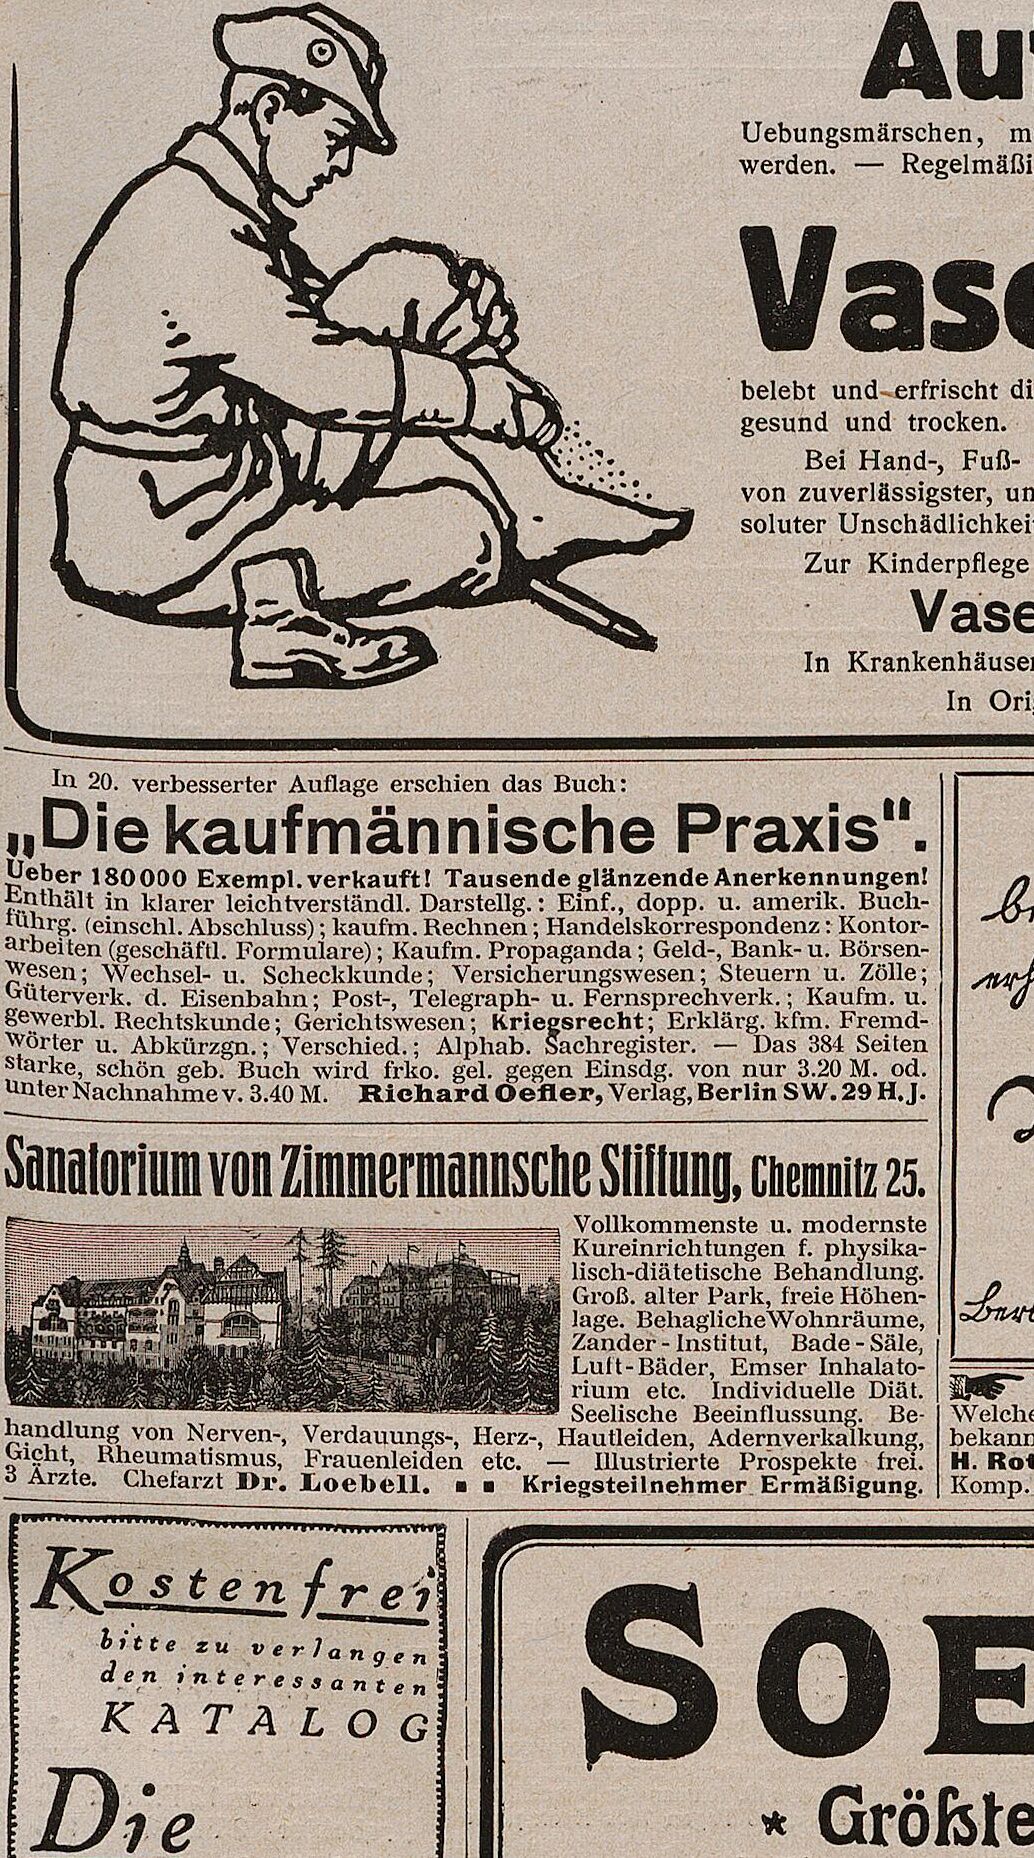 Au
Uebungsmärschen, m
werden. — Regelmäßi
Vase
belebt und erfrischt di
gesund und trocken.
Bei Hand-, Fuß-
von zuverlässigster, un
soluter Unschädlichkei
Zur Kinderpflege
Vase
In Krankenhäuser
In Ori
In 20. verbesserter Auflage erschien das Buch:
„Die kaufmännische Praxis“.
Ueber 180000 Exempl. verkauft! Tausende glänzende Anerkennungen!
Enthält in klarer leichtverständl. Darstellg.: Einf., dopp. u. amerik. Buch-
führg. (einschl. Abschluss); kaufm. Rechnen; Handelskorrespondenz: Kontor-
arbeiten (geschäftl. Formulare); Kaufm. Propaganda; Geld-, Bank- u. Börsen-
wesen; Wechsel- u. Scheckkunde; Versicherungswesen; Steuern u. Zölle;
Güterverk. d. Eisenbahn; Post-, Telegraph- u. Fernsprechverk.; Kaufm. u.
gewerbl. Rechtskunde; Gerichtswesen; Kriegsrecht; Erklärg. kfm. Fremd-
wörter u. Abkürzgn.; Verschied.; Alphab. Sachregister. — Das 384 Seiten
starke, schön geb. Buch wird frko. gel. gegen Einsdg. von nur 3.20 M. od.
unter Nachnahme v. 3.40 M. Richard Oefler, Verlag, Berlin SW. 29 H.J.
Sanatorium von Zimmermannsche Stiftung, Chemnitz 25.
Vollkommenste u. modernste
Kureinrichtungen f. physika-
lisch-diätetische Behandlung.
Groß. alter Park, freie Höhen-
lage. Behagliche Wohnräume,
Zander-Institut, Bade-Säle,
Luft-Bäder, Emser Inhalato-
rium etc. Individuelle Diät.
Seelische Beeinflussung. Be-
handlung von Nerven-, Verdauungs-, Herz-, Hautleiden, Adernverkalkung,
Gicht, Rheumatismus, Frauenleiden etc. — Illustrierte Prospekte frei.
3 Ärzte. Chefarzt Dr. Loebell. ▪ ▪ Kriegsteilnehmer Ermäßigung.
Welche
bekann
H. Rot
Komp.
Kostenfrei
bitte zu verlangen
den interessanten
KATALOG
Die
SOE
* Größte